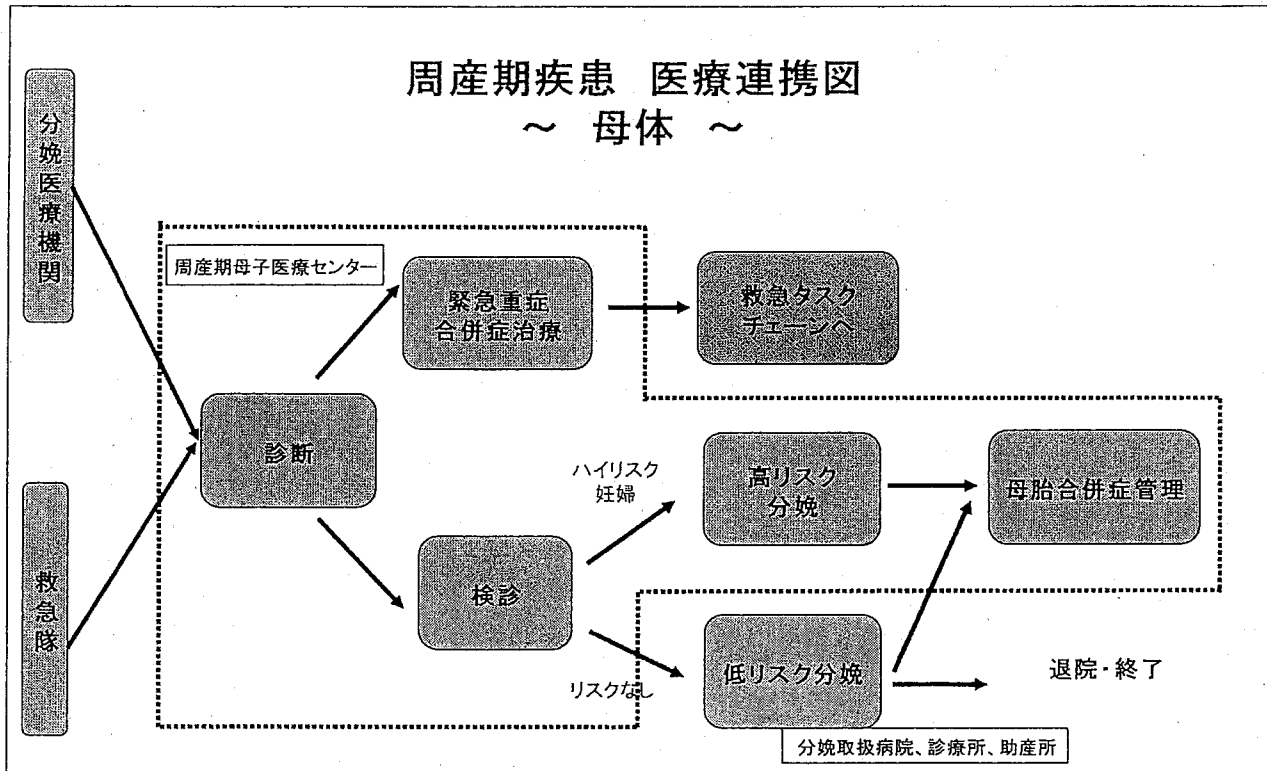 周産期疾患 医療連携図
～ 母体 ～
分娩医療機関
救急隊
周産期母子医療センター
緊急重症
合併症治療
救急タスク
チェーンへ
診断
ハイリスク
妊婦
高リスク
分娩
母胎合併症管理
検診
リスクなし
低リスク分娩
退院・終了
分娩取扱病院、診療所、助産所